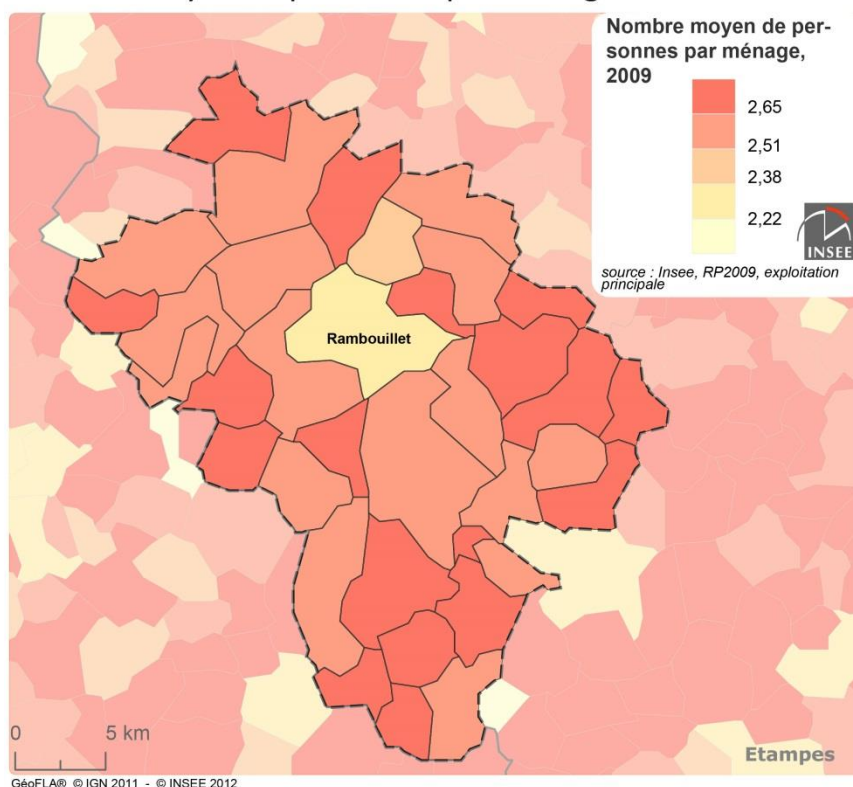 Nombre moyen de per-
sonnes par ménage,
2009
2,65
2,51
2,38
2,22
INSEE
source : Insee, RP2009, exploitation
principale
Rambouillet
0 5 km
Etampes
GéoFLA® © IGN 2011 - © INSEE 2012